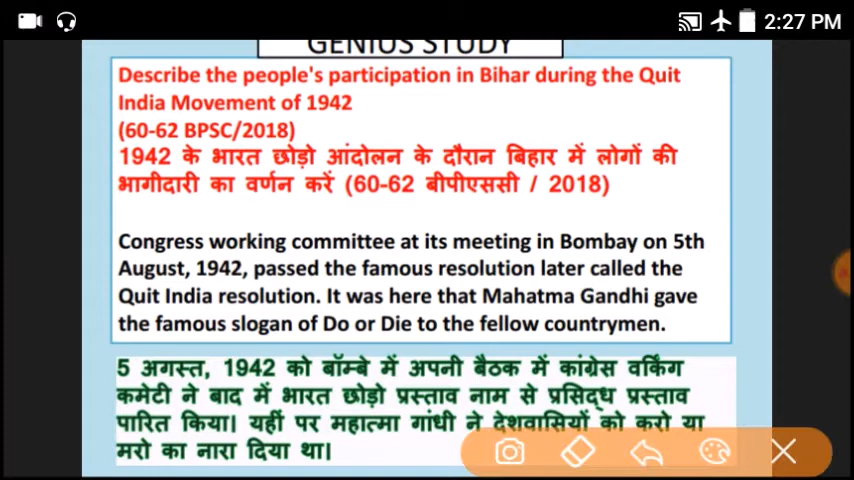 2:27 PM
GENIUS STUDY
Describe the people's participation in Bihar during the Quit
India Movement of 1942
(60-62 BPSC/2018)
1942 के भारत छोड़ो आंदोलन के दौरान बिहार में लोगों की
भागीदारी का वर्णन करें (60-62 बीपीएससी / 2018)
Congress working committee at its meeting in Bombay on 5th
August, 1942, passed the famous resolution later called the
Quit India resolution. It was here that Mahatma Gandhi gave
the famous slogan of Do or Die to the fellow countrymen.
5 अगस्त, 1942 को बॉम्बे में अपनी बैठक में कांग्रेस वर्किंग
कमेटी ने बाद में भारत छोड़ो प्रस्ताव नाम से प्रसिद्ध प्रस्ताव
पारित किया। यहीं पर महात्मा गांधी ने देशवासियों को करो या
मरो का नारा दिया था।